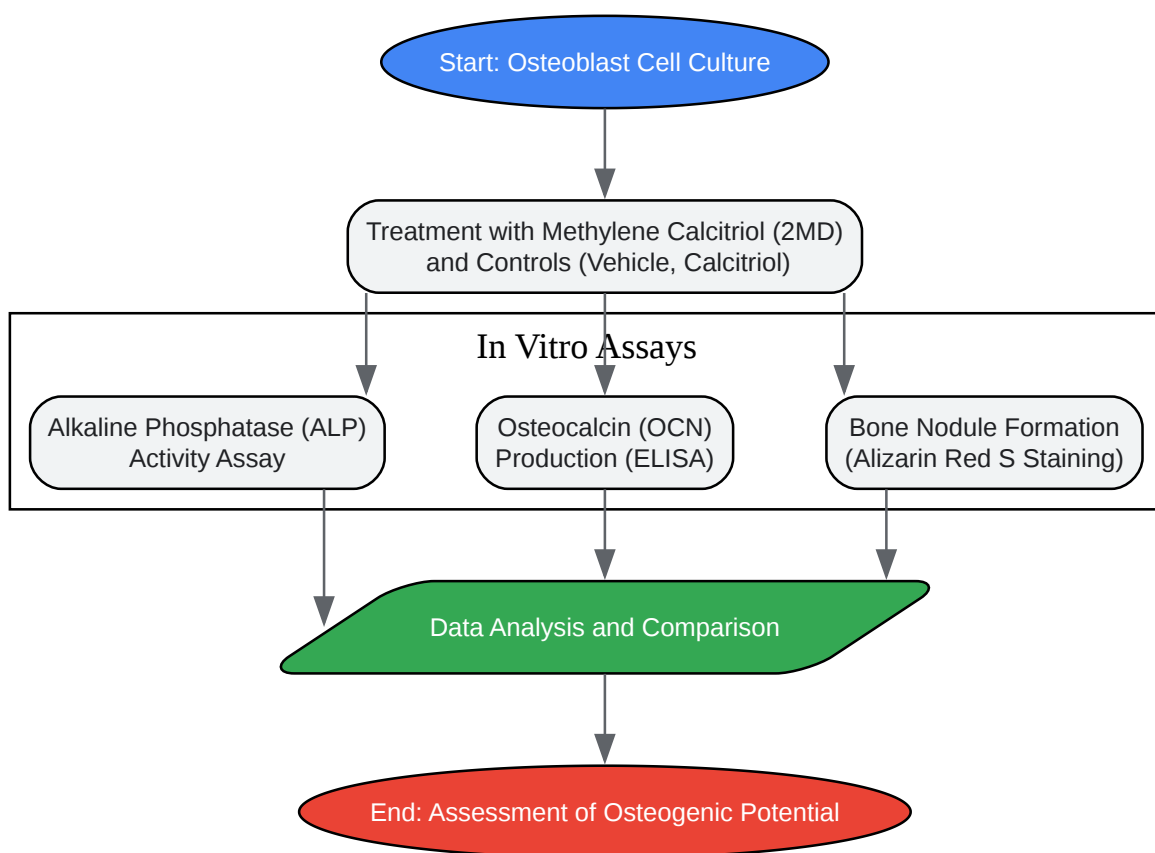 Start: Osteoblast Cell Culture
Treatment with Methylene Calcitriol (2MD)
and Controls (Vehicle, Calcitriol)
In Vitro Assays
Alkaline Phosphatase (ALP)
Activity Assay
Osteocalcin (OCN)
Production (ELISA)
Bone Nodule Formation
(Alizarin Red S Staining)
Data Analysis and Comparison
End: Assessment of Osteogenic Potential